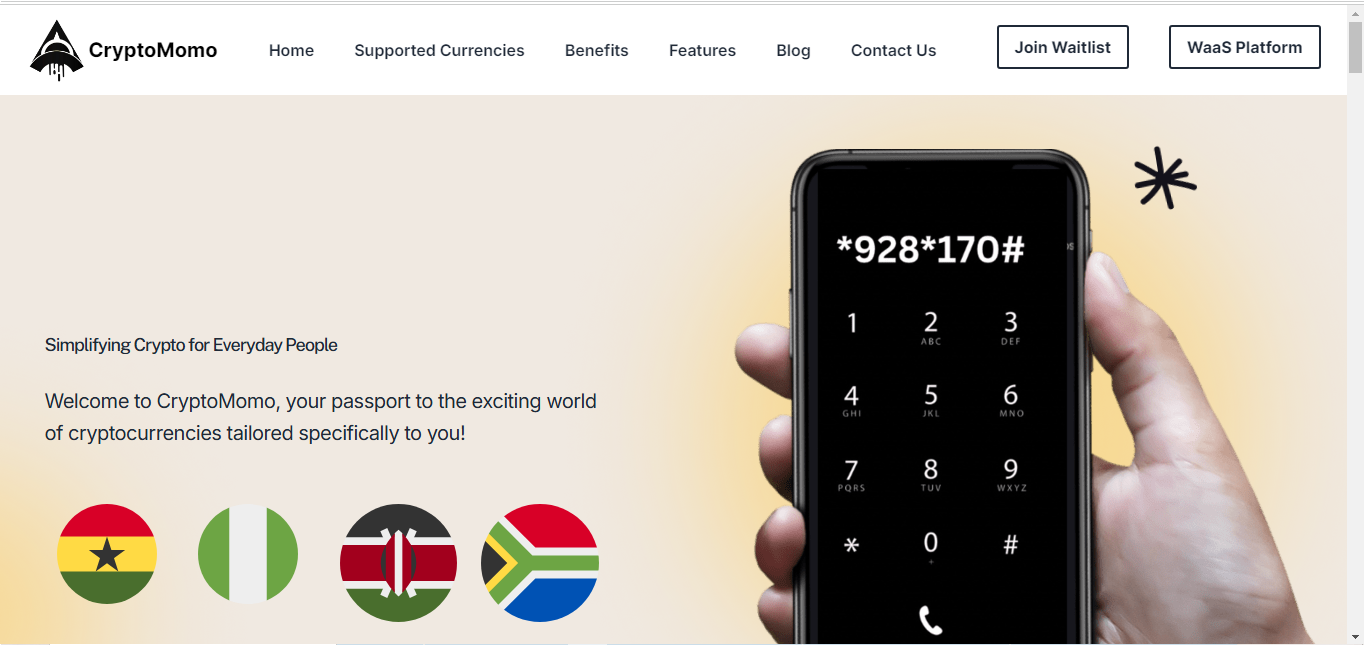 CryptoMomo
Home
Supported Currencies
Benefits
Features
Blog
Contact Us
Join Waitlist
WaaS Platform
Simplifying Crypto for Everyday People
Welcome to CryptoMomo, your passport to the exciting world
of cryptocurrencies tailored specifically to you!
*928*170#
1
2
3
ABC
DEF
4
5
6
GHI
JKL
MNO
7
8
9
PQRS
TUV
WXYZ
*
0
#
+